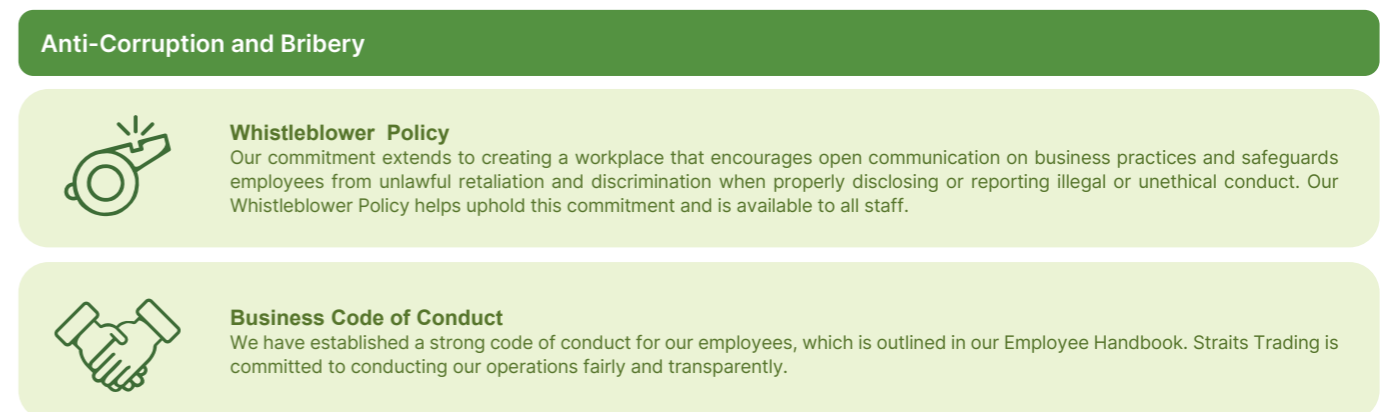 Anti-Corruption and Bribery
Whistleblower Policy
Our commitment extends to creating a workplace that encourages open communication on business practices and safeguards
employees from unlawful retaliation and discrimination when properly disclosing or reporting illegal or unethical conduct. Our
Whistleblower Policy helps uphold this commitment and is available to all staff.
Business Code of Conduct
We have established a strong code of conduct for our employees, which is outlined in our Employee Handbook. Straits Trading is
committed to conducting our operations fairly and transparently.